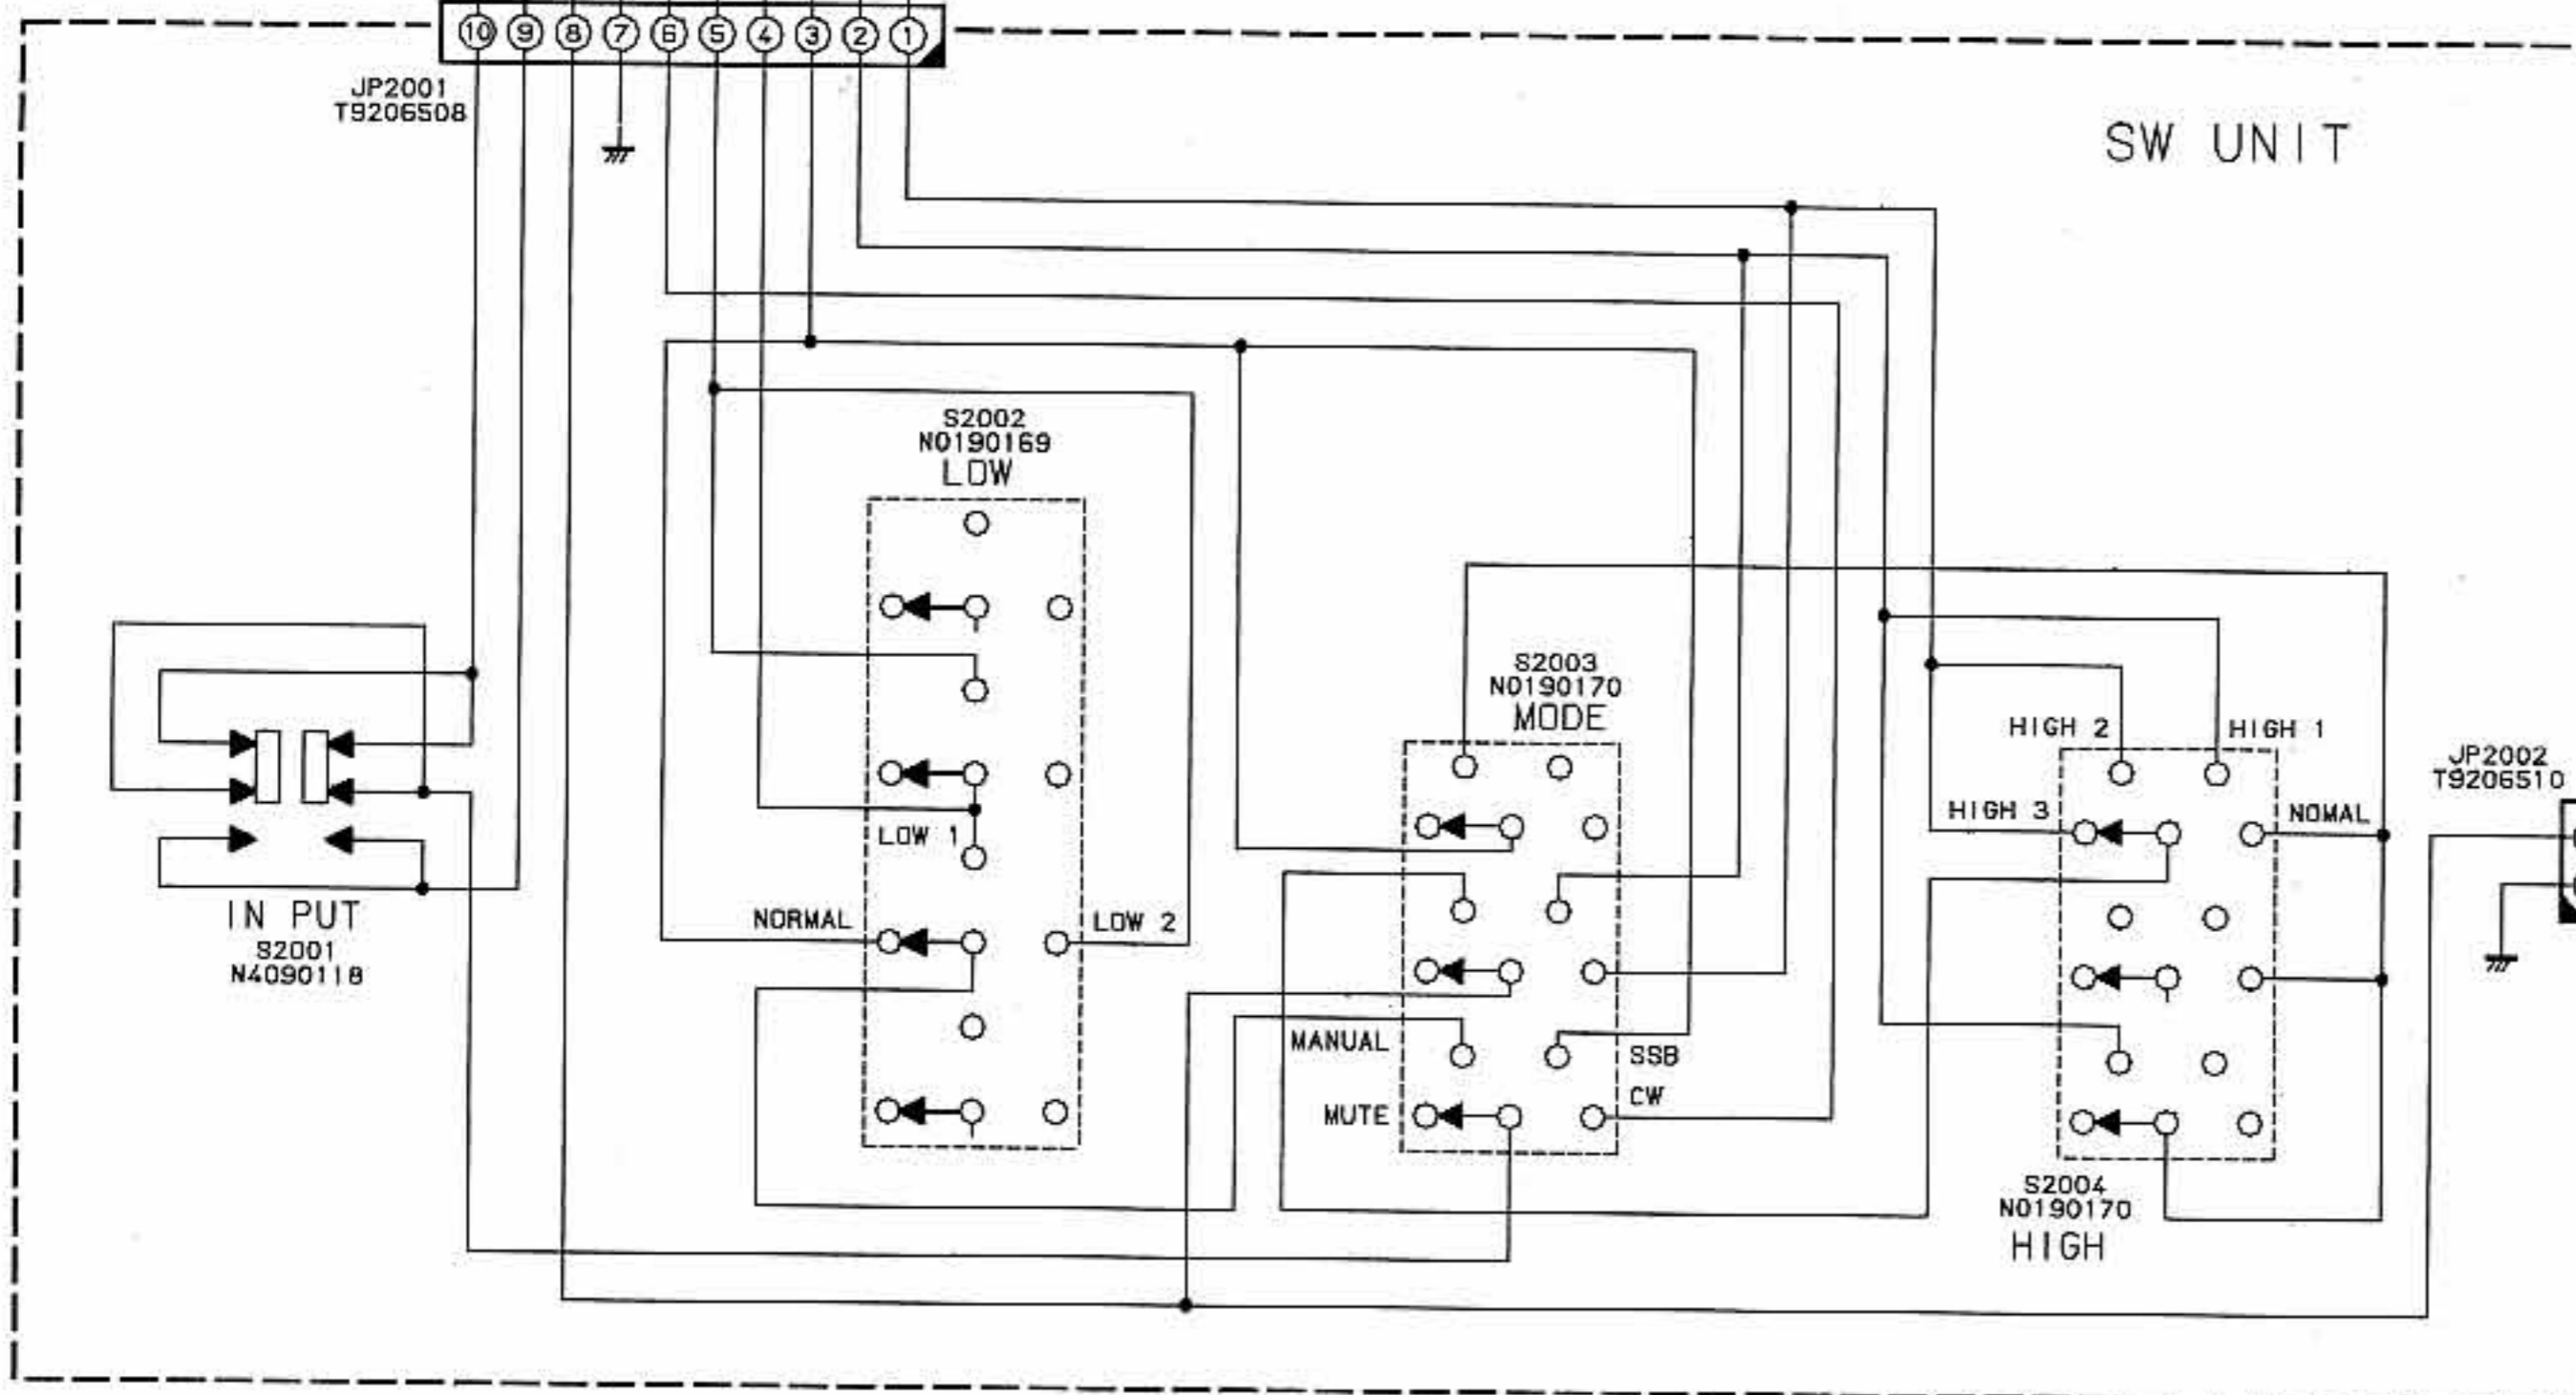 10 9 8 7 6 5 4 3 2 1
JP2001
T9206508
SW UNIT
S2002
N0190169
LOW
LOW 1
NORMAL
LOW 2
IN PUT
S2001
N4090118
S2003
N0190170
MODE
MANUAL
SSB
CW
MUTE
HIGH 2
HIGH 1
HIGH 3
NOMAL
S2004
N0190170
HIGH
JP2002
T9206510